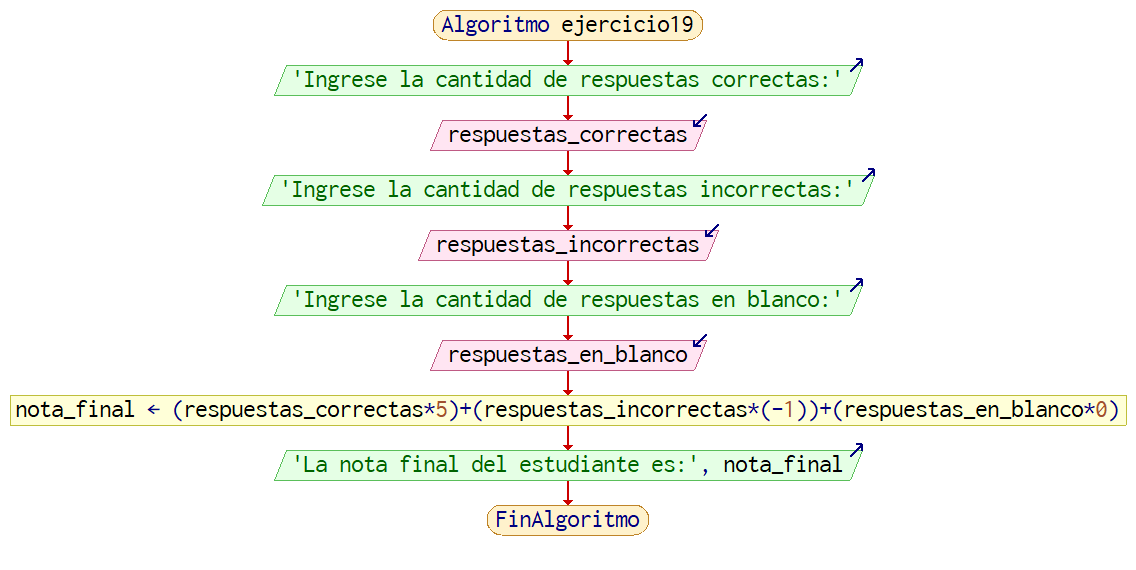 Algoritmo ejercicio19
'Ingrese la cantidad de respuestas correctas:'
respuestas_correctas
'Ingrese la cantidad de respuestas incorrectas:'
respuestas_incorrectas
'Ingrese la cantidad de respuestas en blanco:'
respuestas_en_blanco
nota_final ← (respuestas_correctas*5)+(respuestas_incorrectas*(-1))+(respuestas_en_blanco*0)
'La nota final del estudiante es:', nota_final
FinAlgoritmo